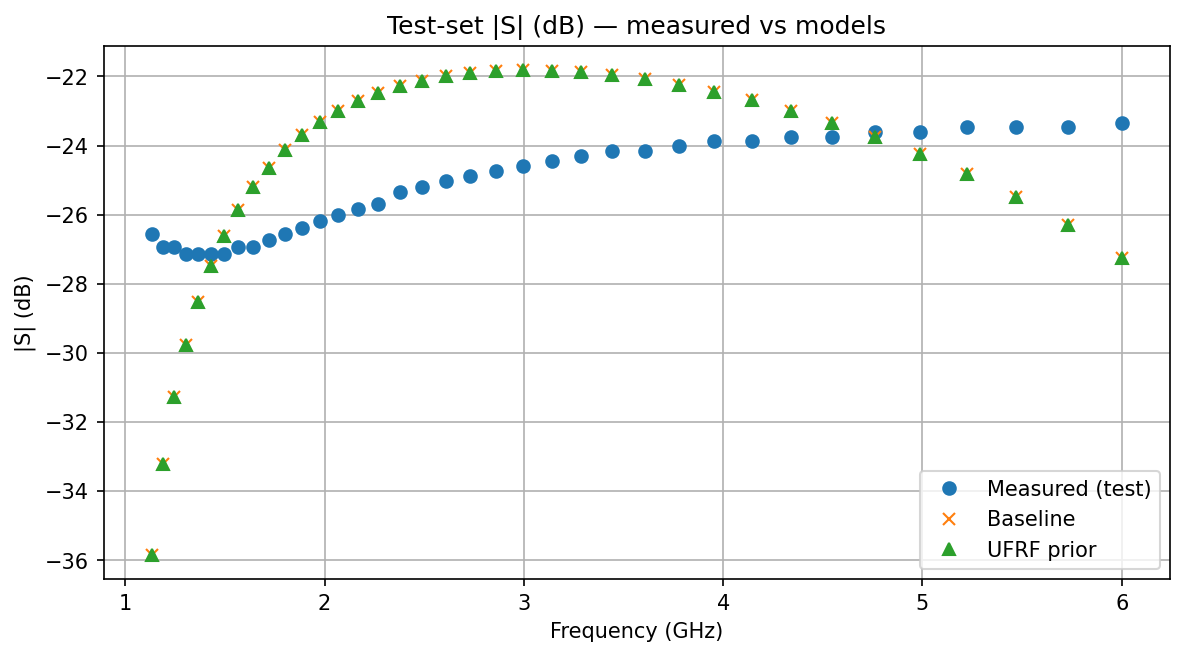 Test-set |S| (dB) — measured vs models
|S| (dB)
−22
−24
−26
−28
−30
−32
−34
−36
Measured (test)
Baseline
UFRF prior
1 2 3 4 5 6
Frequency (GHz)